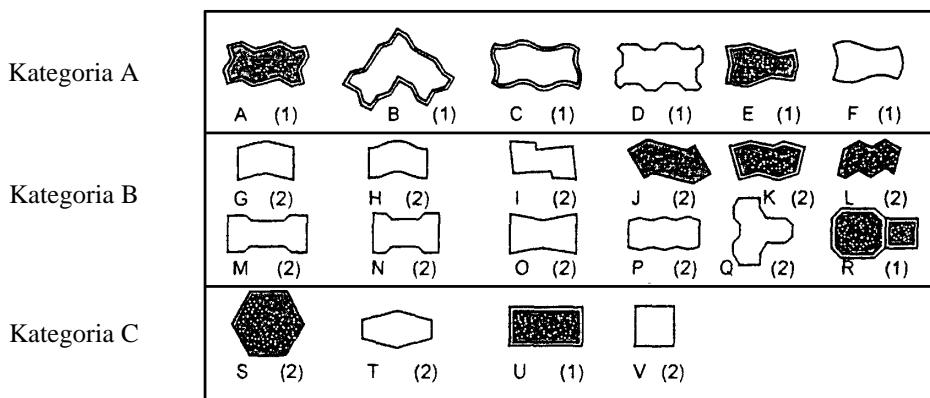 Kategoria A
A (1) B (1) C (1) D (1) E (1) F (1)
Kategoria B
G (2) H (2) I (2) J (2) K (2) L (2)
M (2) N (2) O (2) P (2) Q (2) R (1)
Kategoria C
S (2) T (2) U (1) V (2)